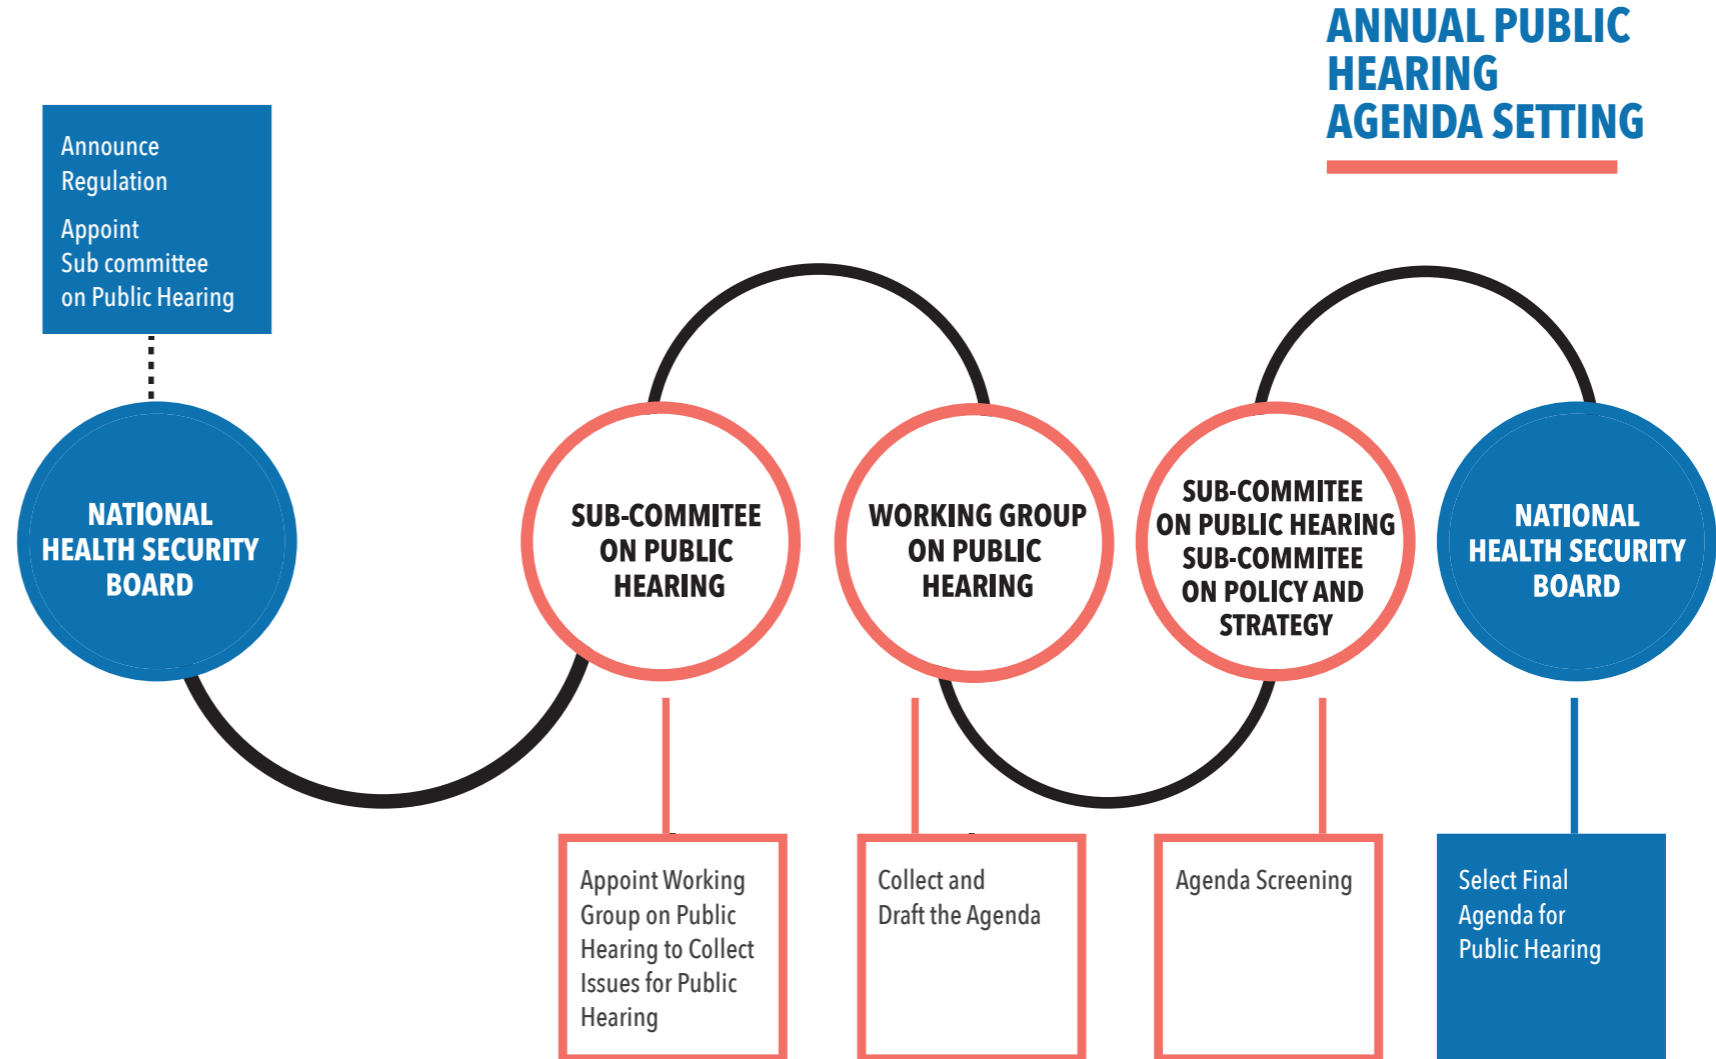 ANNUAL PUBLIC
HEARING
AGENDA SETTING
Announce
Regulation
Appoint
Sub committee
on Public Hearing
NATIONAL
HEALTH SECURITY
BOARD
SUB-COMMITEE
ON PUBLIC
HEARING
WORKING GROUP
ON PUBLIC
HEARING
SUB-COMMITEE
ON PUBLIC HEARING
SUB-COMMITEE
ON POLICY AND
STRATEGY
NATIONAL
HEALTH SECURITY
BOARD
Appoint Working
Group on Public
Hearing to Collect
Issues for Public
Hearing
Collect and
Draft the Agenda
Agenda Screening
Select Final
Agenda for
Public Hearing